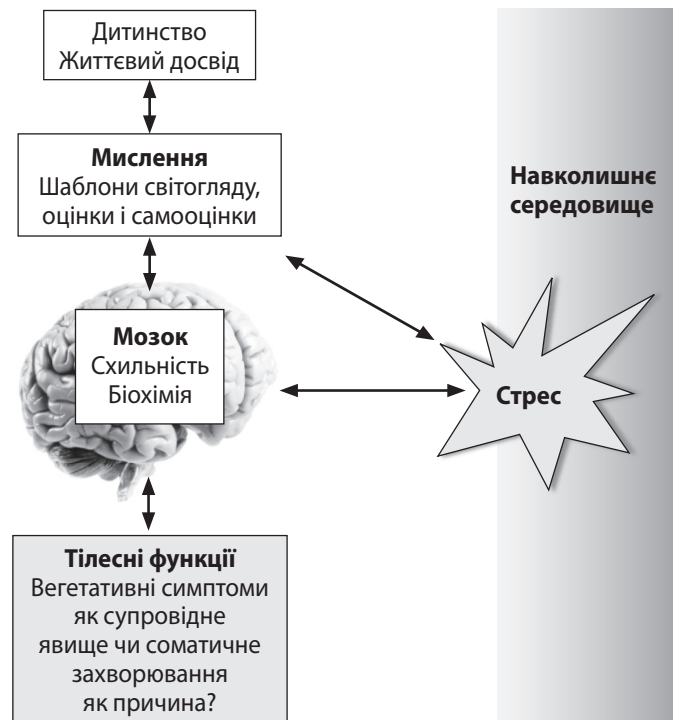 Дитинство
Життєвий досвід
Мислення
Шаблони світогляду,
оцінки і самооцінки
Навколишнє
середовище
Мозок
Схильність
Біохімія
Стрес
Тілесні функції
Вегетативні симптоми
як супровідне
явище чи соматичне
захворювання
як причина?